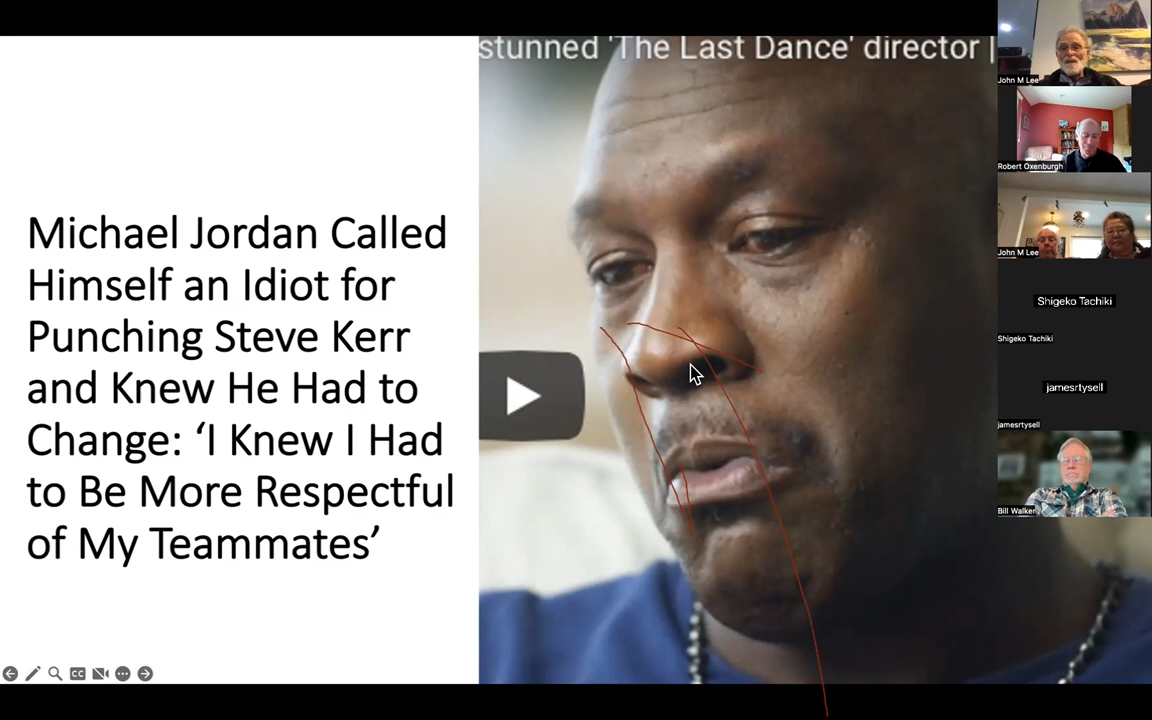 stunned 'The Last Dance' director |
Michael Jordan Called
Himself an Idiot for
Punching Steve Kerr
and Knew He Had to
Change: ‘I Knew I Had
to Be More Respectful
of My Teammates’
CC
John M Lee
Robert Oxenburgh
John M Lee
Shigeko Tachiki
Shigeko Tachiki
jamesrtysell
jamesrtysell
Bill Walker